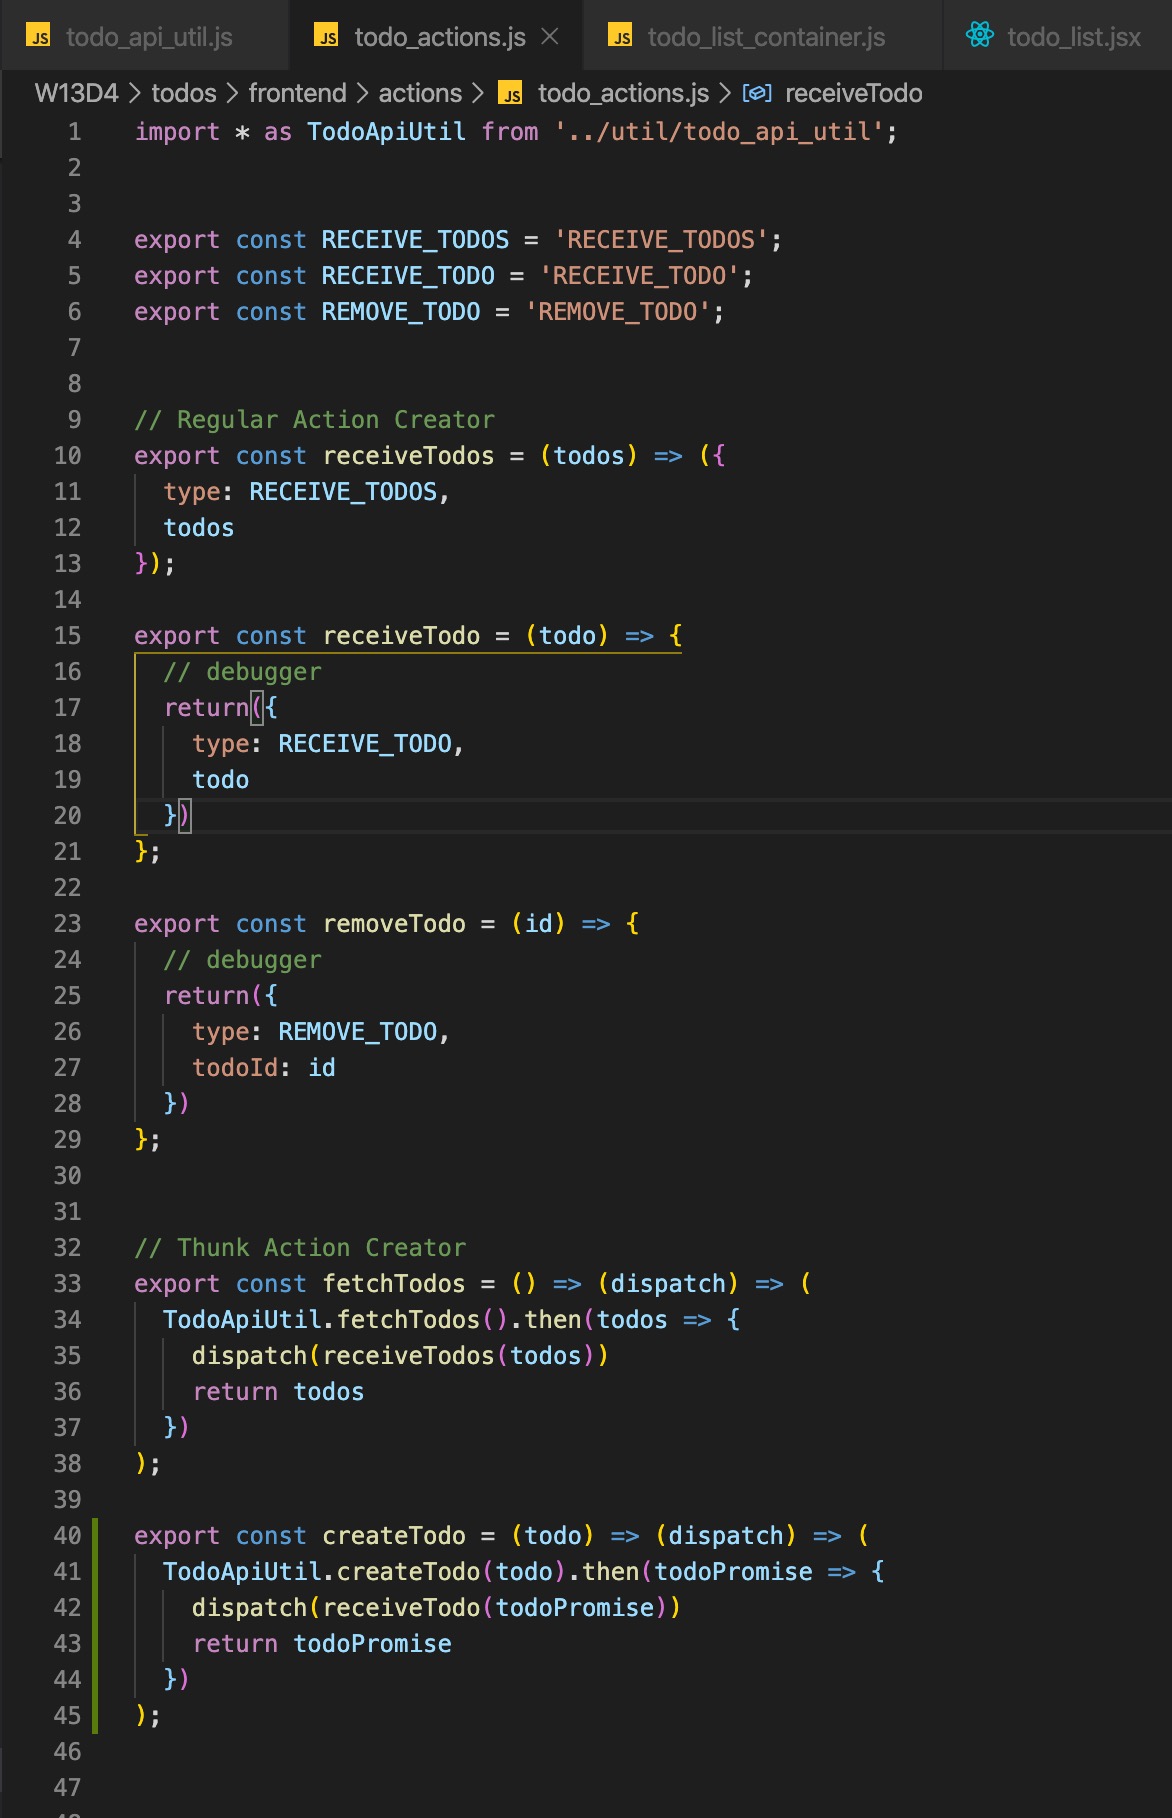 JS todo_api_util.js JS todo_actions.js × JS todo_list_container.js todo_list.jsx
W13D4 > todos > frontend > actions > JS todo_actions.js > receiveTodo
1 import * as TodoApiUtil from '../util/todo_api_util';
2
3
4 export const RECEIVE_TODOS = 'RECEIVE_TODOS';
5 export const RECEIVE_TODO = 'RECEIVE_TODO';
6 export const REMOVE_TODO = 'REMOVE_TODO';
7
8
9 // Regular Action Creator
10 export const receiveTodos = (todos) => ({
11   type: RECEIVE_TODOS,
12   todos
13 });
14
15 export const receiveTodo = (todo) => {
16   // debugger
17   return({
18     type: RECEIVE_TODO,
19     todo
20   })
21 };
22
23 export const removeTodo = (id) => {
24   // debugger
25   return({
26     type: REMOVE_TODO,
27     todoId: id
28   })
29 };
30
31
32 // Thunk Action Creator
33 export const fetchTodos = () => (dispatch) => (
34   TodoApiUtil.fetchTodos().then(todos => {
35     dispatch(receiveTodos(todos))
36     return todos
37   })
38 );
39
40 export const createTodo = (todo) => (dispatch) => (
41   TodoApiUtil.createTodo(todo).then(todoPromise => {
42     dispatch(receiveTodo(todoPromise))
43     return todoPromise
44   })
45 );
46
47